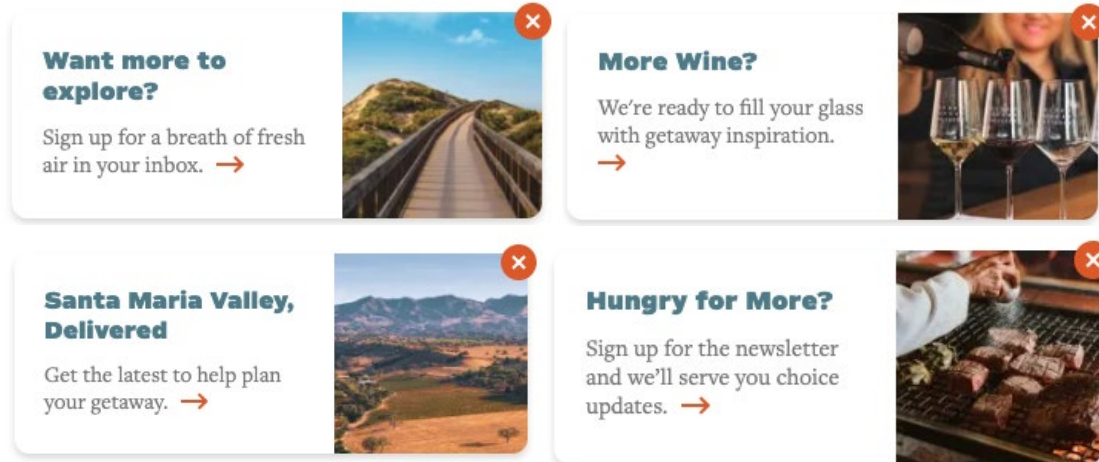 Want more to
explore?
Sign up for a breath of fresh
air in your inbox. →
More Wine?
We're ready to fill your glass
with getaway inspiration.
→
Santa Maria Valley,
Delivered
Get the latest to help plan
your getaway. →
Hungry for More?
Sign up for the newsletter
and we'll serve you choice
updates. →